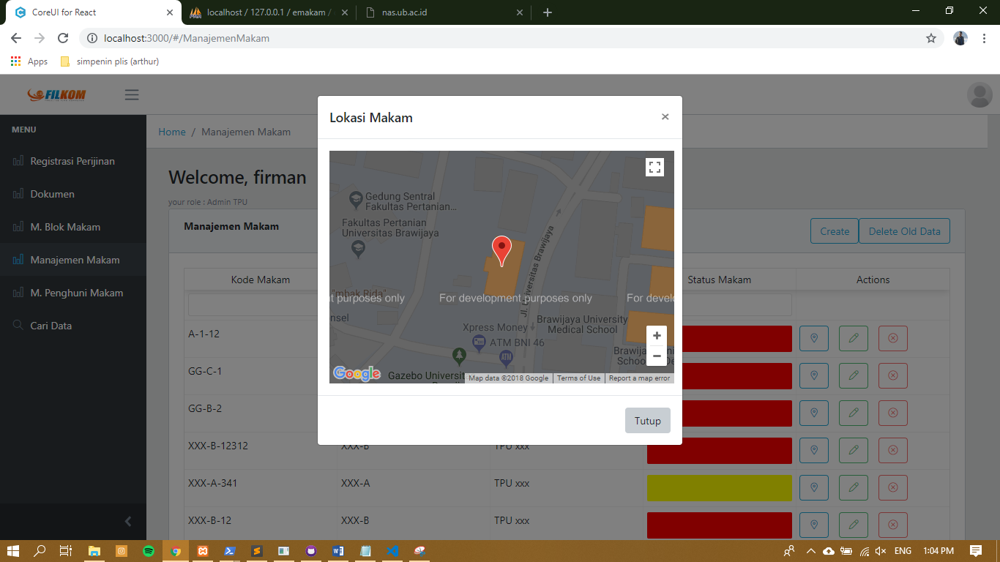 CoreUI for React
localhost / 127.0.0.1 / emakam /
nas.ub.ac.id
localhost:3000/#/ManajemenMakam
Apps
simpenin plis (arthur)
FILKOM
MENU
Registrasi Perijinan
Dokumen
M. Blok Makam
Manajemen Makam
M. Penghuni Makam
Cari Data
Home / Manajemen Makam
Welcome, firman
your role : Admin TPU
Manajemen Makam
Create
Delete Old Data
Kode Makam
Status Makam
Actions
A-1-12
GG-C-1
GG-B-2
XXX-B-12312
XXX-B
TPU xxx
XXX-A-341
XXX-A
TPU xxx
XXX-B-12
XXX-B
TPU xxx
Lokasi Makam
×
Gedung Sentral
Fakultas Pertanian...
Fakultas Pertanian
Universitas Brawijaya
"mbak Rida"
Jl. Universitas Brawijaya
t purposes only
For development purposes only
For devel
nsel
Xpress Money
ATM BNI 46
ATM
Brawijaya University
Medical School
Gazebo Universit
Google
Map data ©2018 Google
Terms of Use
Report a map error
+
−
Tutup
ENG
1:04 PM